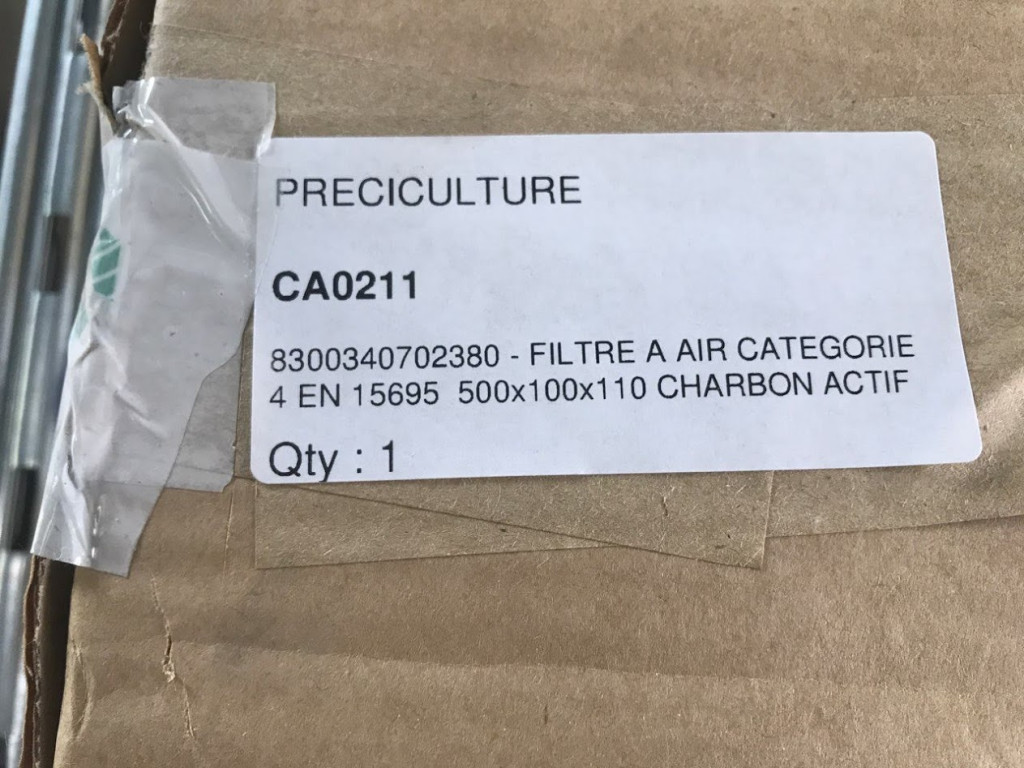 PRECICULTURE
CA0211
8300340702380 - FILTRE A AIR CATEGORIE
4 EN 15695 500x100x110 CHARBON ACTIF
Qty : 1